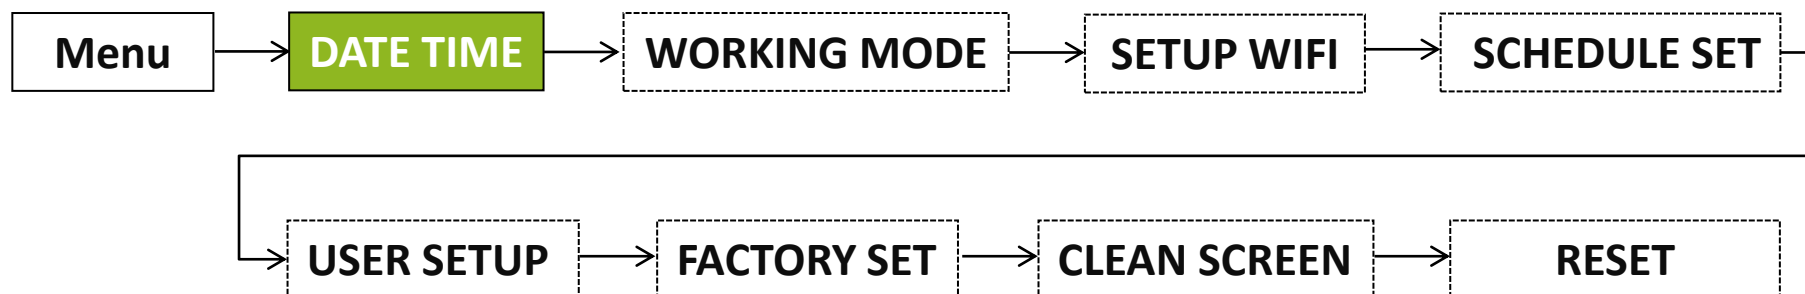 Menu DATE TIME WORKING MODE SETUP WIFI SCHEDULE SET
USER SETUP FACTORY SET CLEAN SCREEN RESET